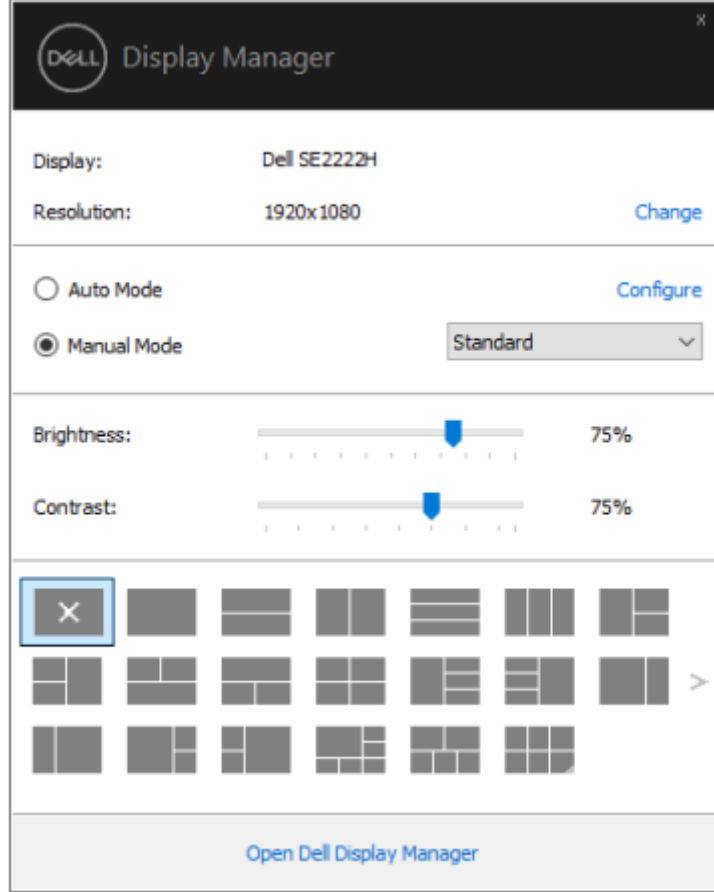 x
DELL Display Manager
Display: Dell SE2222H
Resolution: 1920x1080 Change
Auto Mode Configure
Manual Mode Standard
Brightness: 75%
Contrast: 75%
Open Dell Display Manager